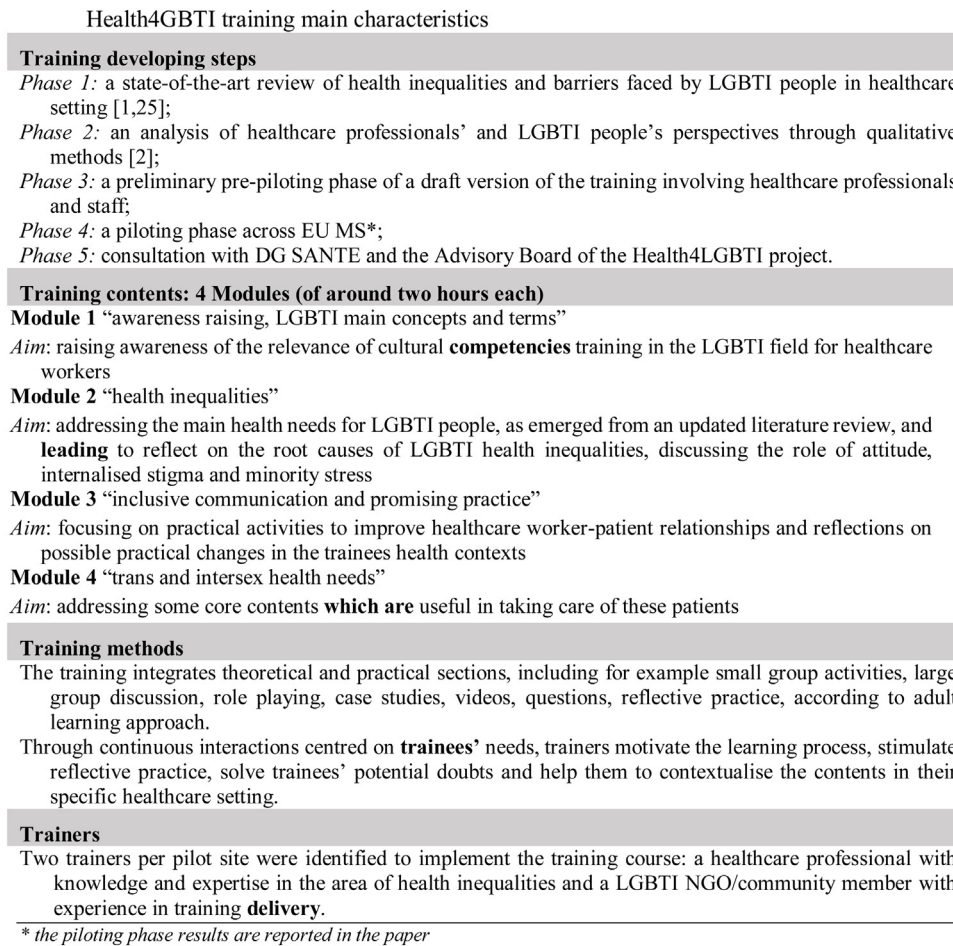 Health4GBTI training main characteristics
Training developing steps
Phase 1: a state-of-the-art review of health inequalities and barriers faced by LGBTI people in healthcare
setting [1,25];
Phase 2: an analysis of healthcare professionals’ and LGBTI people’s perspectives through qualitative
methods [2];
Phase 3: a preliminary pre-piloting phase of a draft version of the training involving healthcare professionals
and staff;
Phase 4: a piloting phase across EU MS*;
Phase 5: consultation with DG SANTE and the Advisory Board of the Health4LGBTI project.
Training contents: 4 Modules (of around two hours each)
Module 1 “awareness raising, LGBTI main concepts and terms”
Aim: raising awareness of the relevance of cultural competencies training in the LGBTI field for healthcare
workers
Module 2 “health inequalities”
Aim: addressing the main health needs for LGBTI people, as emerged from an updated literature review, and
leading to reflect on the root causes of LGBTI health inequalities, discussing the role of attitude,
internalised stigma and minority stress
Module 3 “inclusive communication and promising practice”
Aim: focusing on practical activities to improve healthcare worker-patient relationships and reflections on
possible practical changes in the trainees health contexts
Module 4 “trans and intersex health needs”
Aim: addressing some core contents which are useful in taking care of these patients
Training methods
The training integrates theoretical and practical sections, including for example small group activities, large
group discussion, role playing, case studies, videos, questions, reflective practice, according to adult
learning approach.
Through continuous interactions centred on trainees’ needs, trainers motivate the learning process, stimulate
reflective practice, solve trainees’ potential doubts and help them to contextualise the contents in their
specific healthcare setting.
Trainers
Two trainers per pilot site were identified to implement the training course: a healthcare professional with
knowledge and expertise in the area of health inequalities and a LGBTI NGO/community member with
experience in training delivery.
* the piloting phase results are reported in the paper